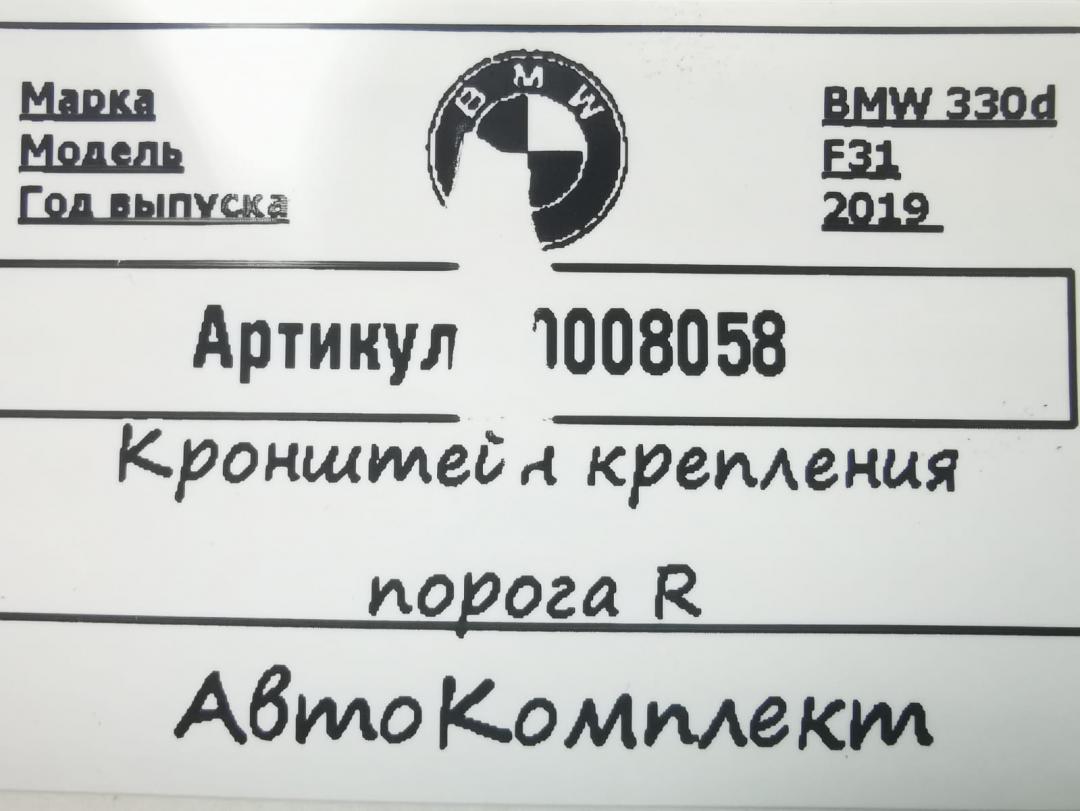 Марка BMW 330d
BMW
Модель F31
Год выпуска 2019
Артикул
Кронштейн крепления
порога R
АвтоКомплект